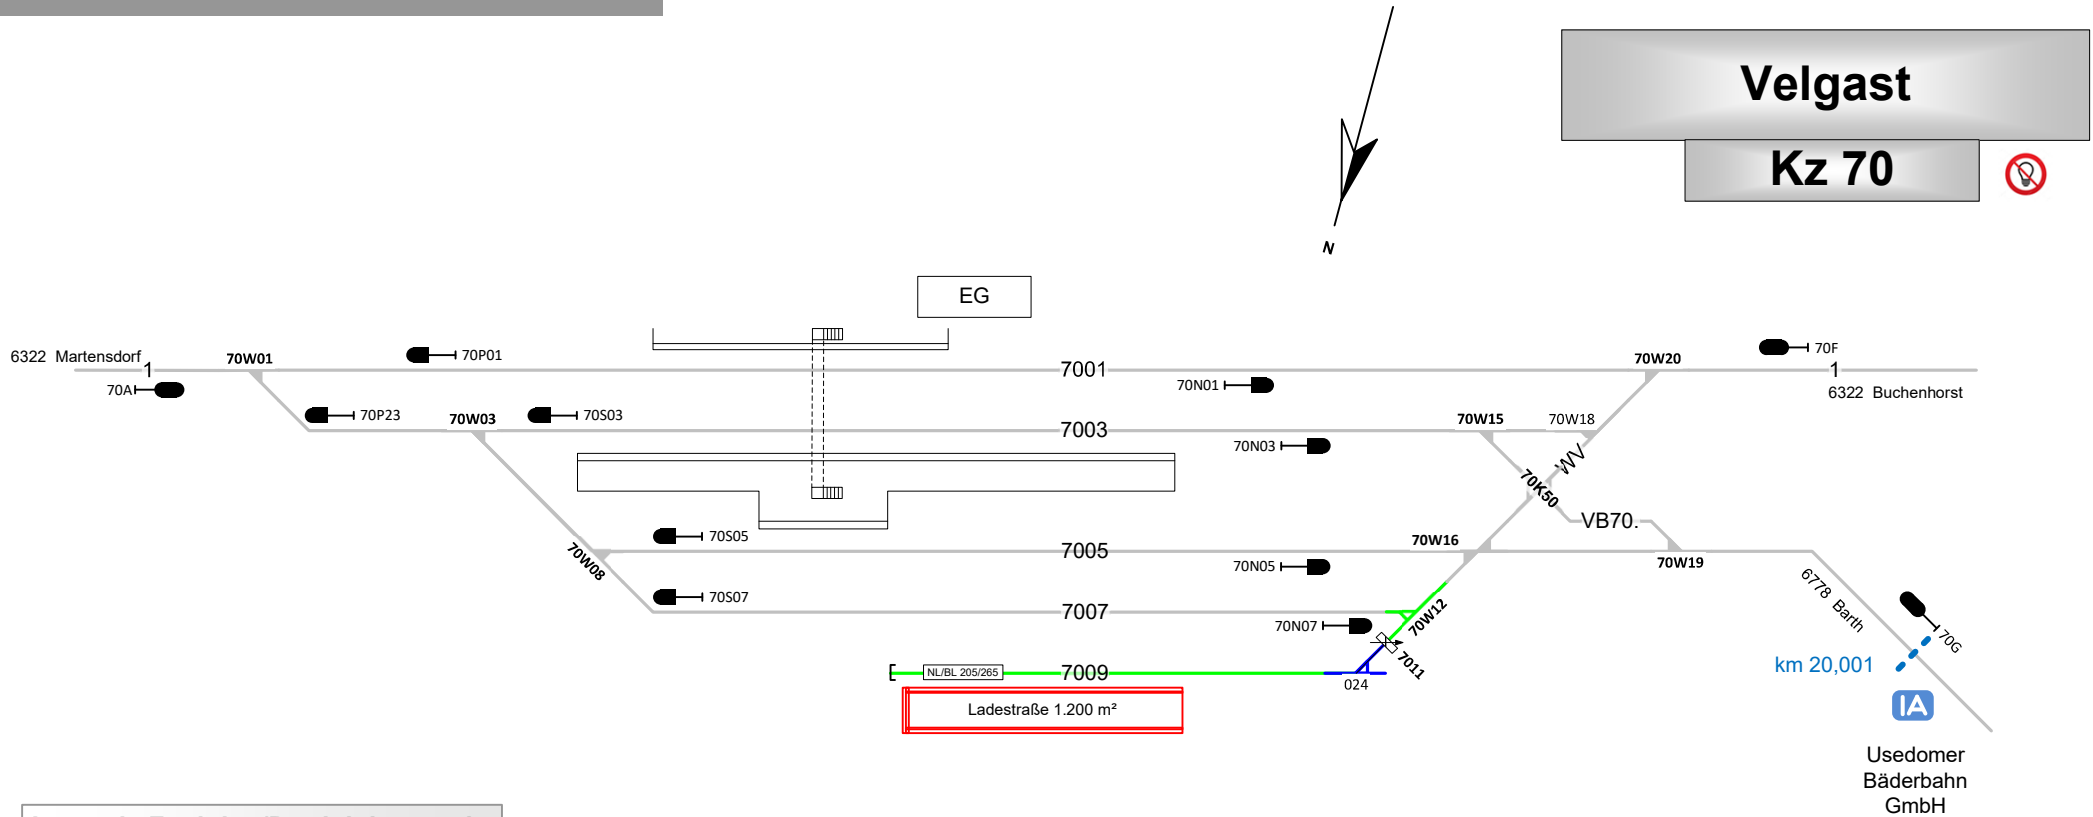 Velgast
Kz 70
N
EG
6322 Martensdorf
1
70A
70W01
70P01
7001
70N01
70W20
70F
1
6322 Buchenhorst
70P23
70W03
70S03
7003
70N03
70W15
70W18
WV
70K50
VB70.
70W08
70S05
7005
70N05
70W16
70W19
70S07
7007
70N07
70W12
7011
6778 Barth
70G
km 20,001
NL/BL 205/265
7009
024
Ladestraße 1.200 m²
IA
Usedomer
Bäderbahn
GmbH